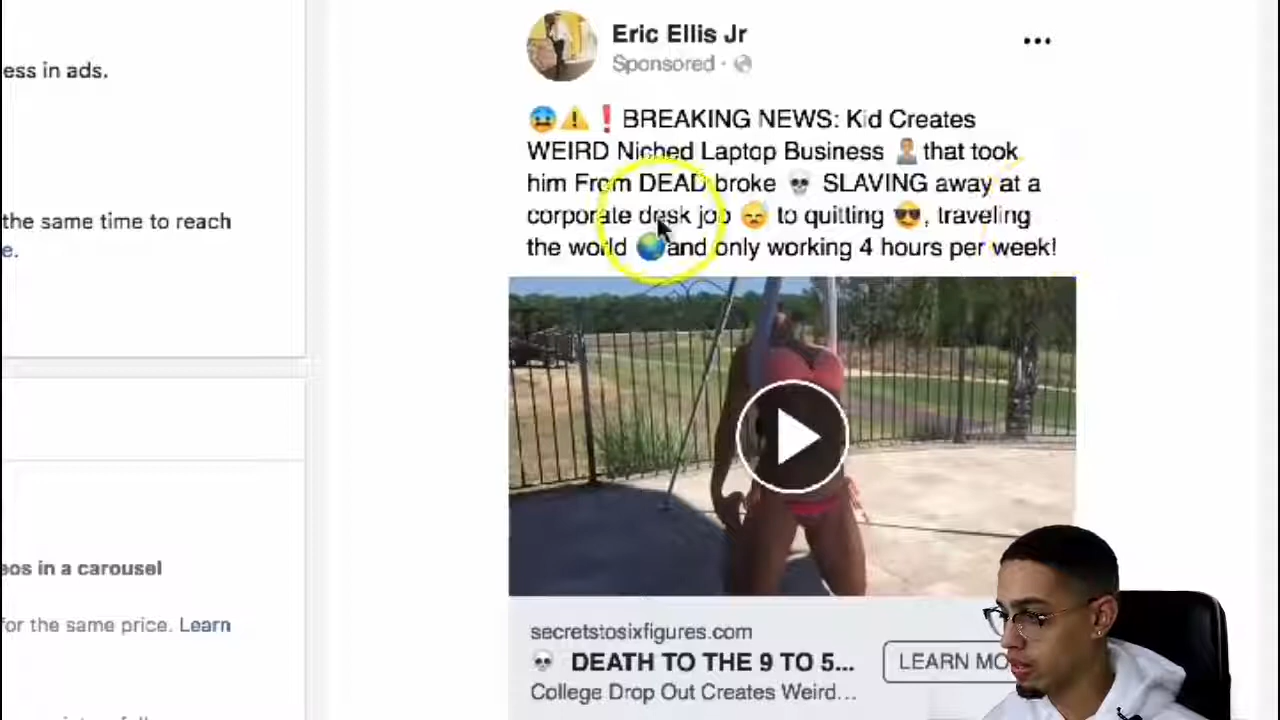 ess in ads.
the same time to reach
e.
eos in a carousel
for the same price. Learn
Eric Ellis Jr
Sponsored ·
😰⚠️❗BREAKING NEWS: Kid Creates
WEIRD Niched Laptop Business 👨🏽‍💻that took
him From DEAD broke 💀 SLAVING away at a
corporate desk job 😓 to quitting 😎, traveling
the world 🌏and only working 4 hours per week!
secretstosixfigures.com
💀 DEATH TO THE 9 TO 5...
LEARN MO
College Drop Out Creates Weird...